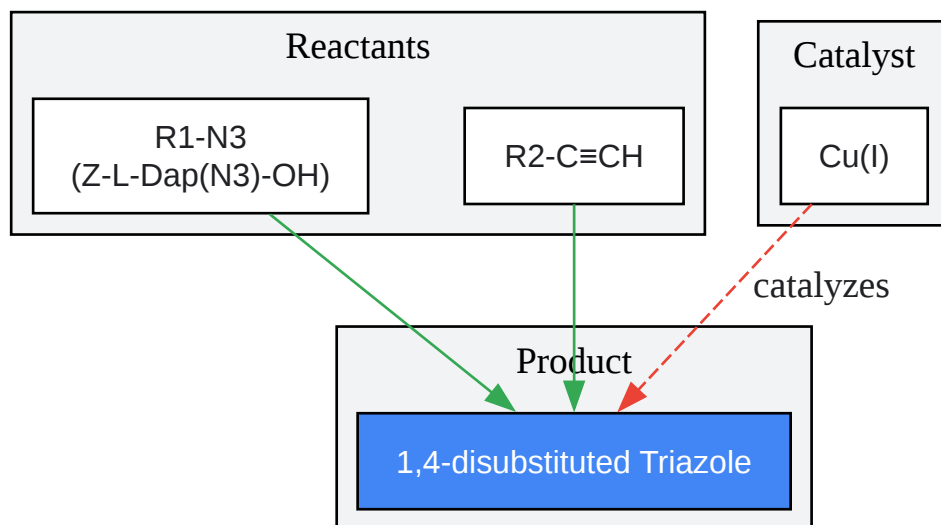 Reactants
Catalyst
R1-N3
(Z-L-Dap(N3)-OH)
R2-C≡CH
Cu(I)
catalyzes
Product
1,4-disubstituted Triazole